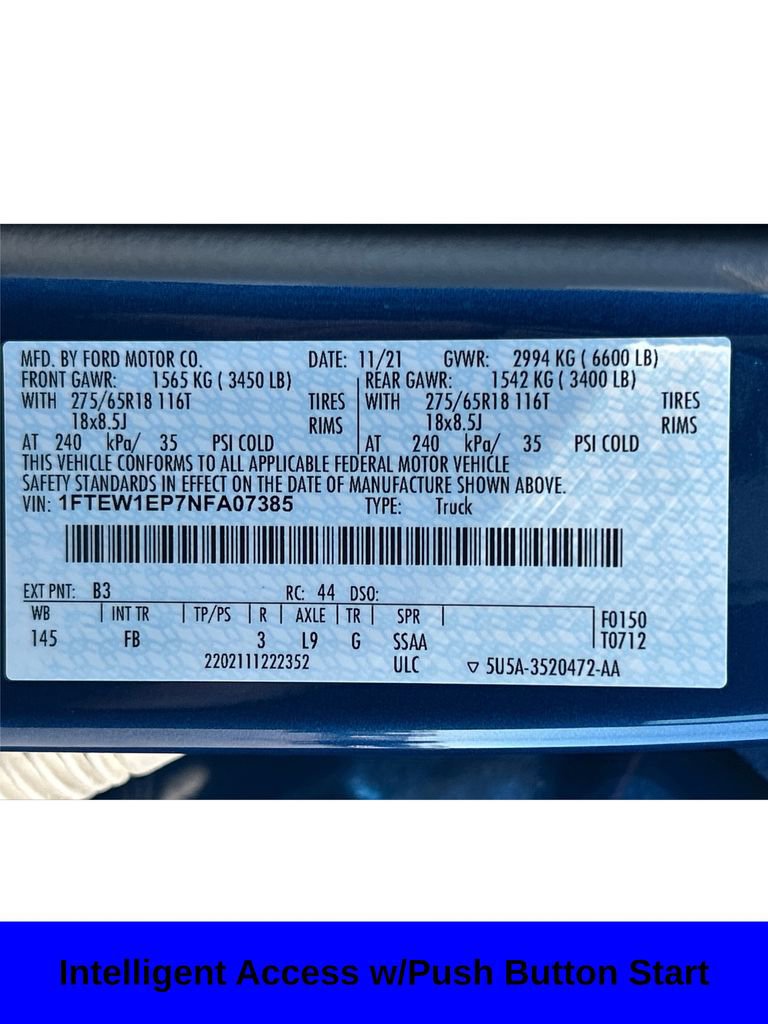 MFD. BY FORD MOTOR CO. DATE: 11/21 GVWR: 2994 KG ( 6600 LB)
FRONT GAWR: 1565 KG ( 3450 LB) REAR GAWR: 1542 KG ( 3400 LB)
WITH 275/65R18 116T TIRES WITH 275/65R18 116T TIRES
18x8.5J RIMS 18x8.5J RIMS
AT 240 kPa/ 35 PSI COLD AT 240 kPa/ 35 PSI COLD
THIS VEHICLE CONFORMS TO ALL APPLICABLE FEDERAL MOTOR VEHICLE
SAFETY STANDARDS IN EFFECT ON THE DATE OF MANUFACTURE SHOWN ABOVE.
VIN: 1FTEW1EP7NFA07385 TYPE: Truck
EXT PNT: B3 RC: 44 DSO:
WB INT TR TP/PS R AXLE TR SPR F0150
145 FB 3 L9 G SSAA T0712
2202111222352 ULC 5U5A-3520472-AA
Intelligent Access w/Push Button Start